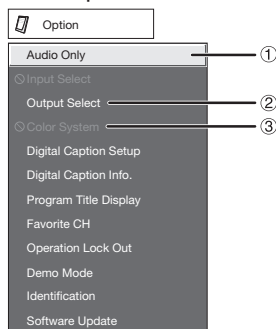 Option
Audio Only
①
Input Select
Output Select
②
Color System
③
Digital Caption Setup
Digital Caption Info.
Program Title Display
Favorite CH
Operation Lock Out
Demo Mode
Identification
Software Update